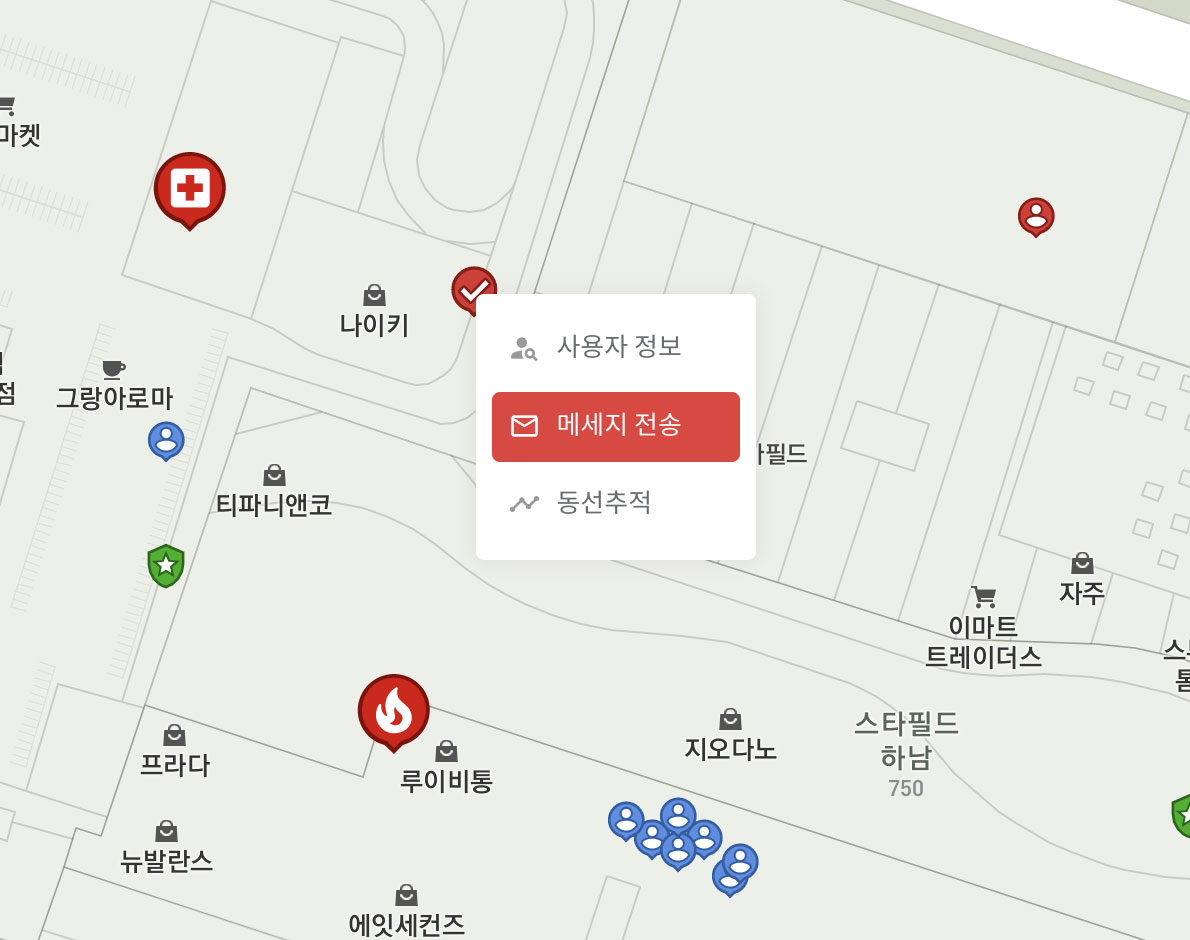 마켓
나이키
사용자 정보
그랑아로마
점
메세지 전송
필드
티파니앤코
동선추적
자주
이마트
트레이더스
스타필드
하남
750
지오다노
프라다
루이비통
뉴발란스
에잇세컨즈